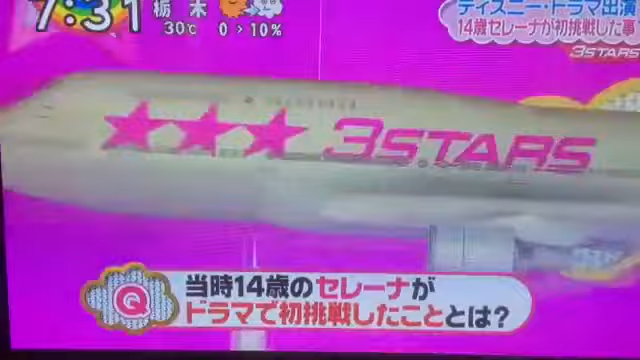 7:31
栃木
30℃ 0>10%
ディズニー・ドラマ出演
14歳セレーナが初挑戦した事
3STARS
★★★3STARS
Q
当時14歳のセレーナが
ドラマで初挑戦したこととは?